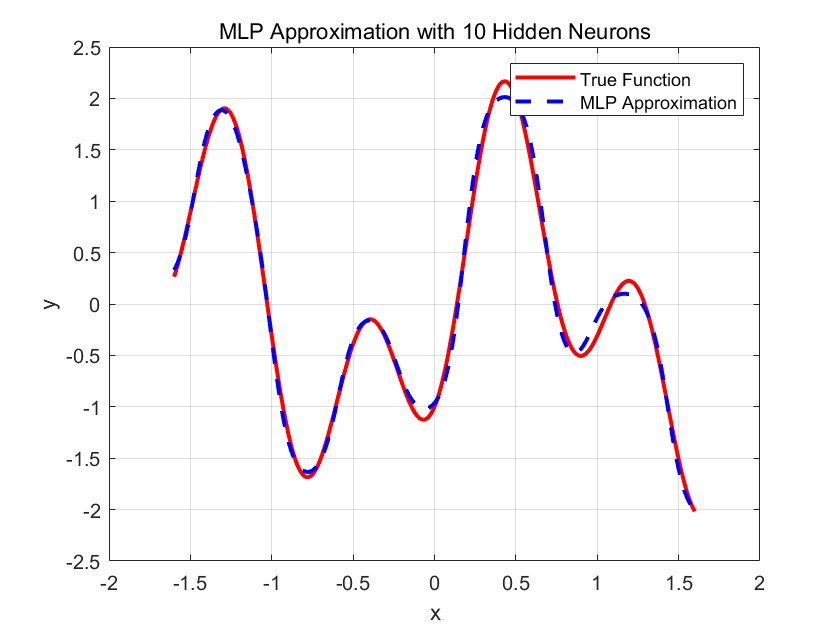 MLP Approximation with 10 Hidden Neurons
True Function
MLP Approximation
2.5
2
1.5
1
0.5
0
-0.5
-1
-1.5
-2
-2.5
y
-2 -1.5 -1 -0.5 0 0.5 1 1.5 2
x